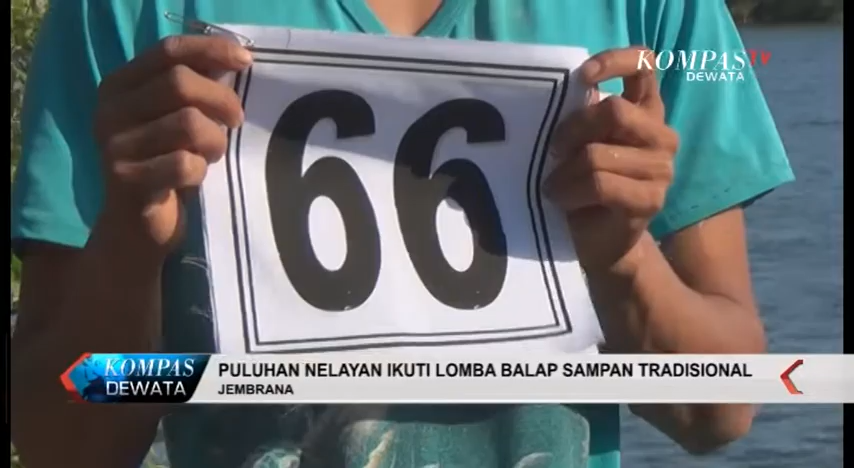 KOMPAS TV
DEWATA
66
KOMPAS
DEWATA
PULUHAN NELAYAN IKUTI LOMBA BALAP SAMPAN TRADISIONAL
JEMBRANA